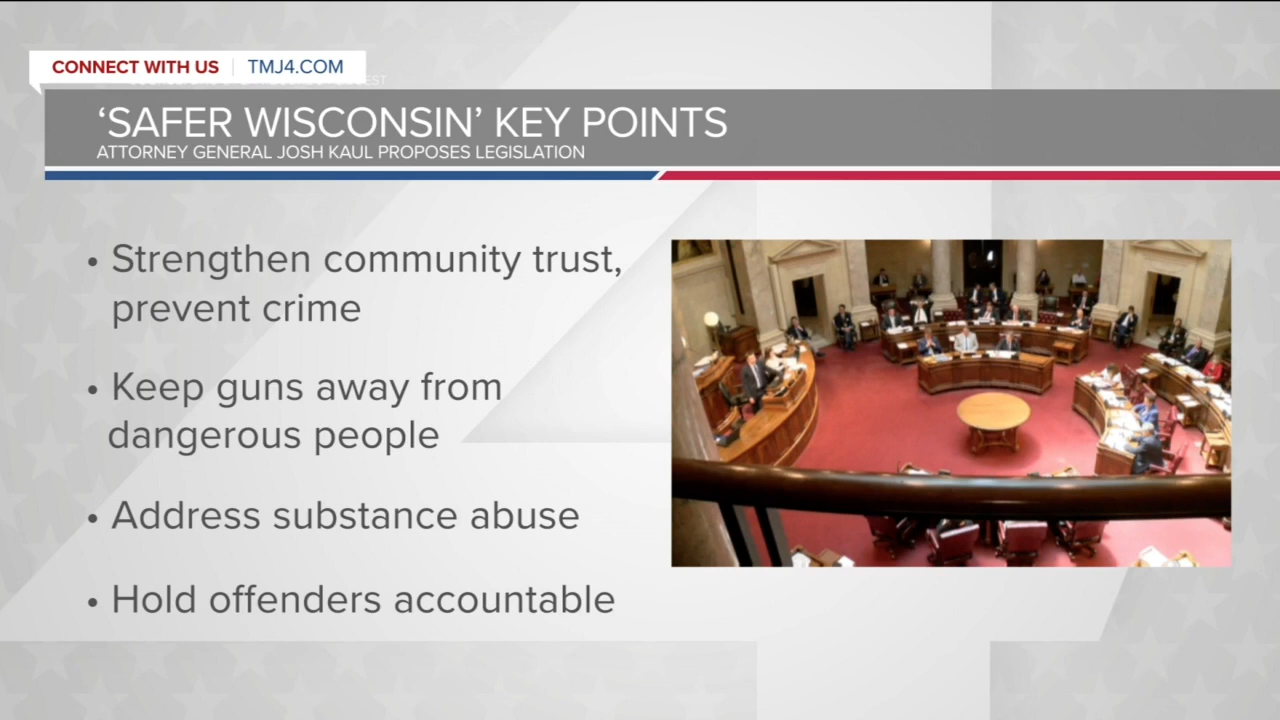 CONNECT WITH US | TMJ4.COM
‘SAFER WISCONSIN’ KEY POINTS
ATTORNEY GENERAL JOSH KAUL PROPOSES LEGISLATION
• Strengthen community trust,
prevent crime
• Keep guns away from
dangerous people
• Address substance abuse
• Hold offenders accountable